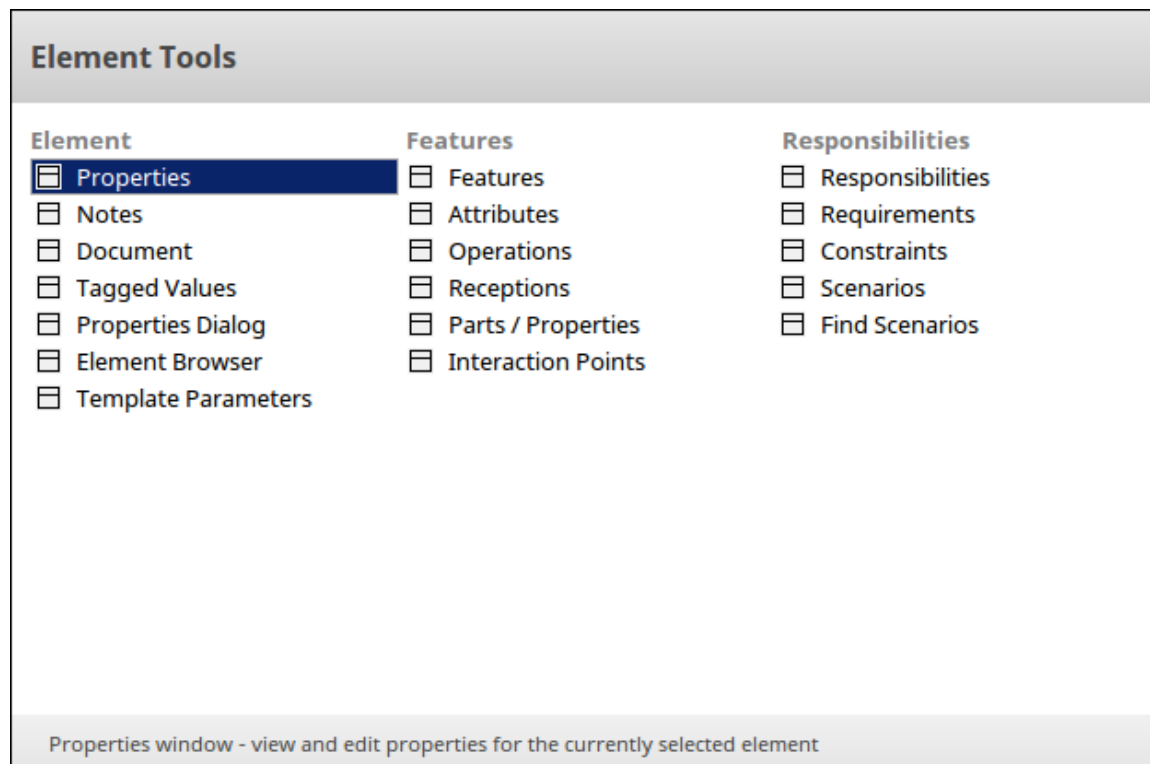 Element Tools
Element
Properties
Notes
Document
Tagged Values
Properties Dialog
Element Browser
Template Parameters
Features
Features
Attributes
Operations
Receptions
Parts / Properties
Interaction Points
Responsibilities
Responsibilities
Requirements
Constraints
Scenarios
Find Scenarios
Properties window - view and edit properties for the currently selected element